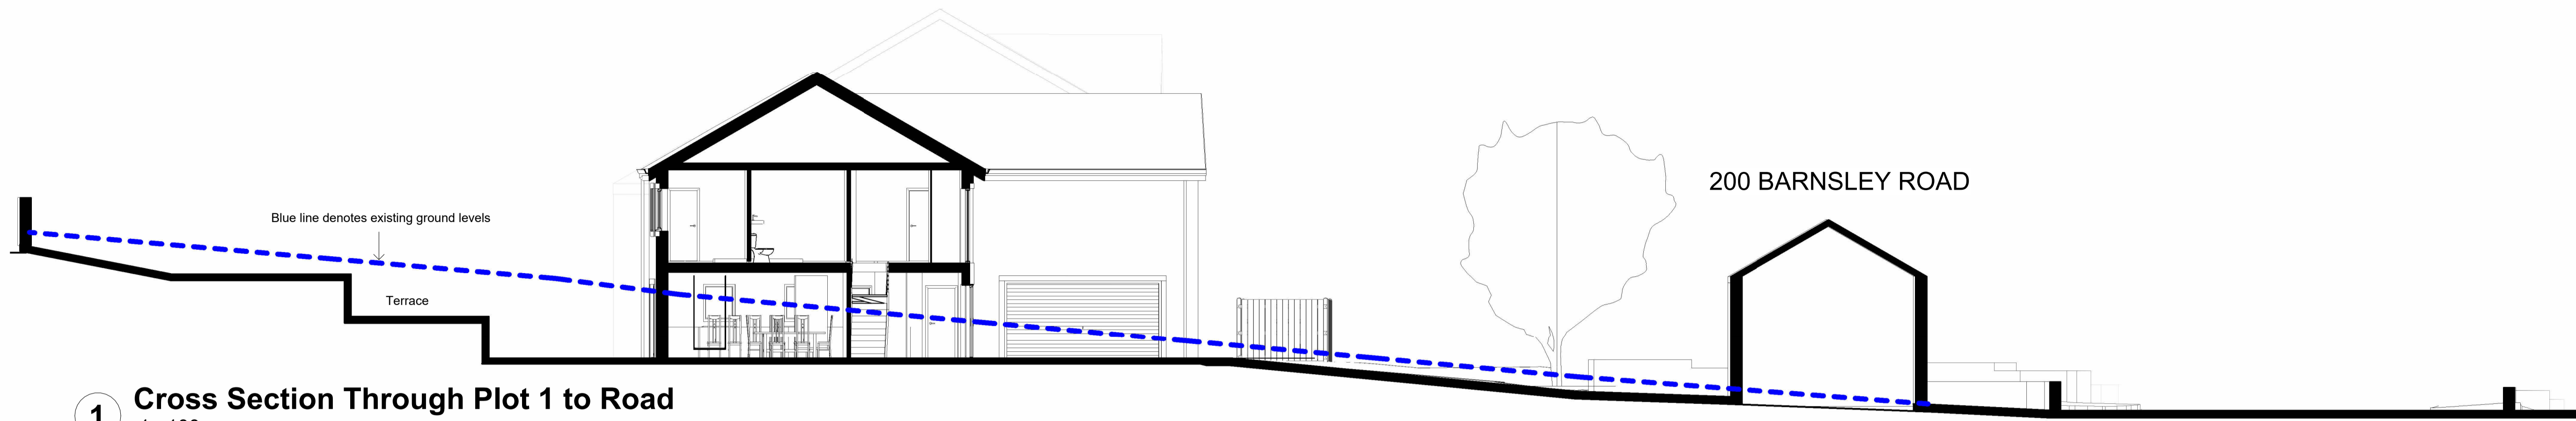 200 BARNSLEY ROAD
Blue line denotes existing ground levels
Terrace
1
Cross Section Through Plot 1 to Road